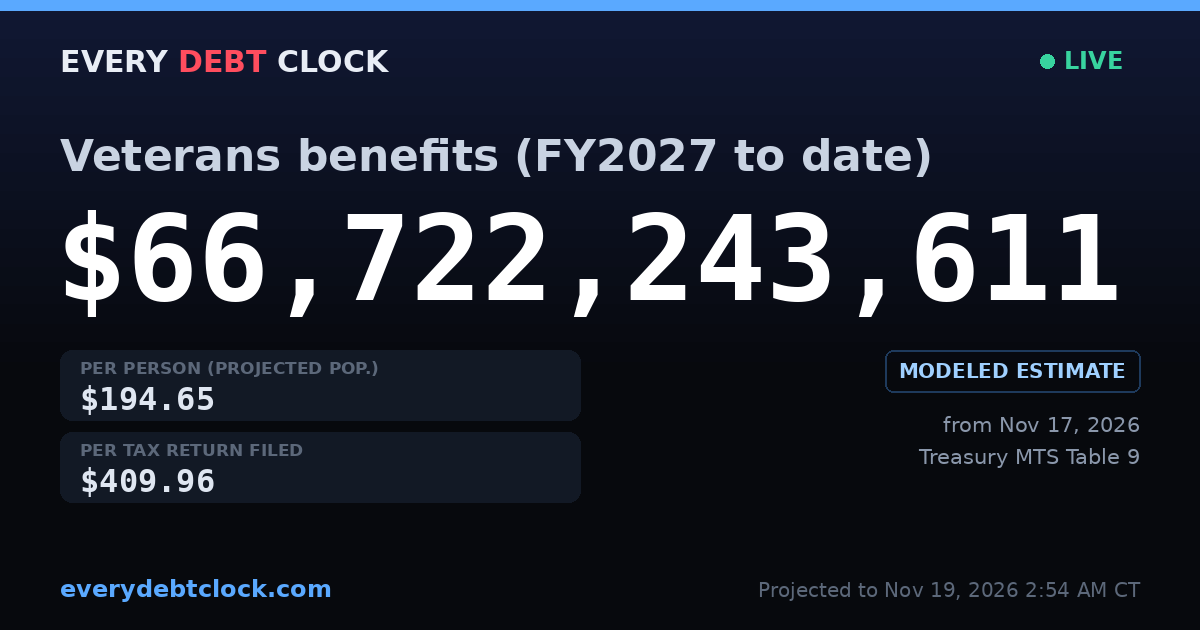 EVERY DEBT CLOCK
LIVE
Veterans benefits (FY2027 to date)
$66,722,243,611
PER PERSON (PROJECTED POP.)
$194.65
PER TAX RETURN FILED
$409.96
MODELED ESTIMATE
from Nov 17, 2026
Treasury MTS Table 9
everydebtclock.com
Projected to Nov 19, 2026 2:54 AM CT